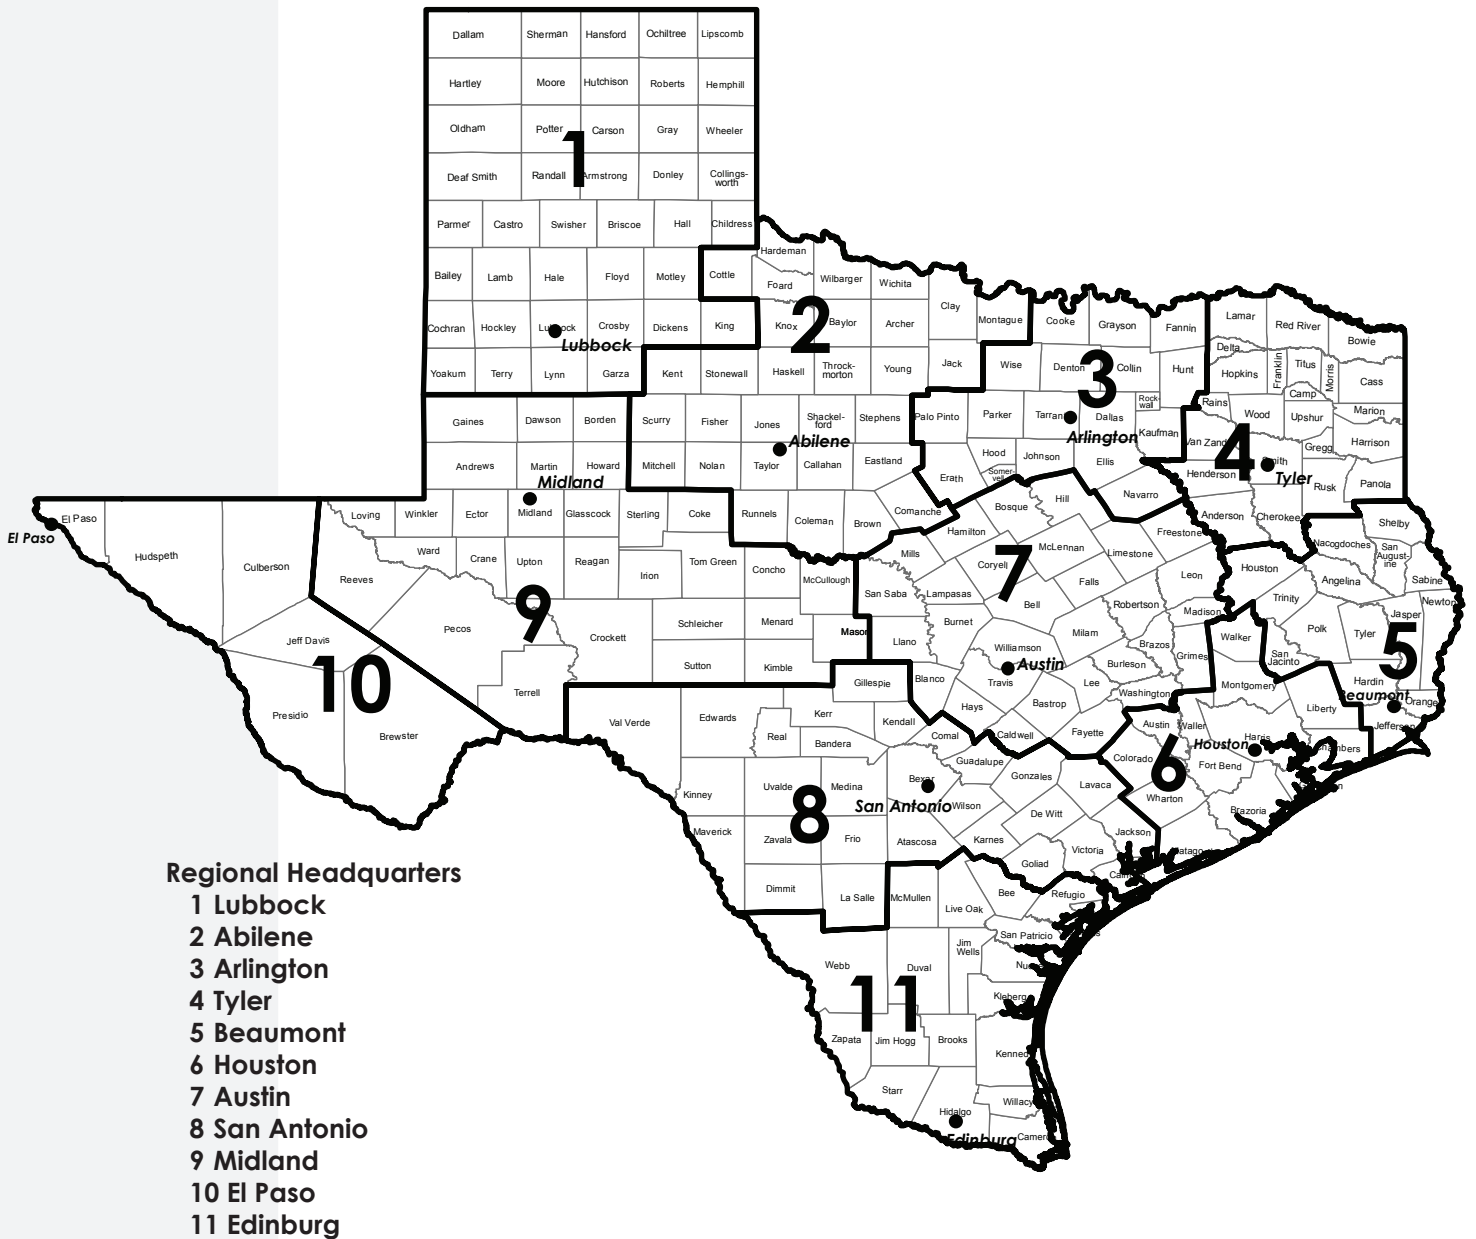 Dallam Sherman Hansford Ochiltree Lipscomb
Hartley Moore Hutchison Roberts Hemphill
Oldham Potter Carson Gray Wheeler
1
Deaf Smith Randall Armstrong Donley Collings-
worth
Parmer Castro Swisher Briscoe Hall Childress
Hardeman
Bailey Lamb Hale Floyd Motley Cottle Foard Wilbarger Wichita
Clay
Cochran Hockley Crosby Dickens King Knox Baylor Archer Montague Cooke Grayson Fannin Lamar Red River Bowie
2
Lubbock
Yoakum Terry Lynn Garza Kent Stonewall Haskell Throck-
morton Young Jack Wise Denton Collin Hunt Delta Hopkins Franklin Titus Morris Cass
3
Gaines Dawson Borden Scurry Fisher Jones Shackel-
ford Stephens Palo Pinto Parker Dallas Rock-
wall Kaufman Rains Wood Camp Upshur Marion
Abilene Arlington
4
Andrews Martin Howard Mitchell Nolan Taylor Callahan Eastland Erath Hood Somer-
vell Johnson Ellis Henderson Gregg Harrison
Midland Tyler
Rusk Panola
El Paso Loving Winkler Ector Midland Glasscock Sterling Coke Runnels Coleman Brown Comanche Bosque Hill Navarro Anderson Cherokee Shelby
El Paso
Hudspeth Culberson Reeves Ward Crane Upton Reagan Irion Tom Green Concho McCullough Mills Hamilton McLennan Limestone Freestone Nacogdoches San
August-
ine Sabine
7
Coryell Falls Leon Houston Angelina Newton
San Saba Lampasas Bell Robertson Madison Trinity Jasper
9
Jeff Davis Pecos Crockett Schleicher Menard Mason Llano Burnet Milam Brazos Grimes Walker Polk Tyler
5
Williamson San
Jacinto
Austin
10
Presidio Brewster Terrell Sutton Kimble Gillespie Blanco Travis Lee Burleson Washington Montgomery Hardin
Beaumont
Orange
Val Verde Edwards Kerr Kendall Hays Bastrop Liberty
Real Bandera Comal Caldwell Fayette Austin Waller Harris Jefferson
Houston
6
Kinney Uvalde Medina Bexar Guadalupe Gonzales Lavaca Colorado Fort Bend
8
San Antonio
Wilson Wharton Brazoria
Maverick Zavala Frio Atascosa Karnes De Witt Jackson
Goliad Victoria
Dimmit La Salle McMullen Live Oak Bee Refugio
San Patricio
Webb Duval Jim
Wells
11
Kleberg
Zapata Jim Hogg Brooks
Starr Willacy
Hidalgo
Edinburg
Regional Headquarters
1 Lubbock
2 Abilene
3 Arlington
4 Tyler
5 Beaumont
6 Houston
7 Austin
8 San Antonio
9 Midland
10 El Paso
11 Edinburg